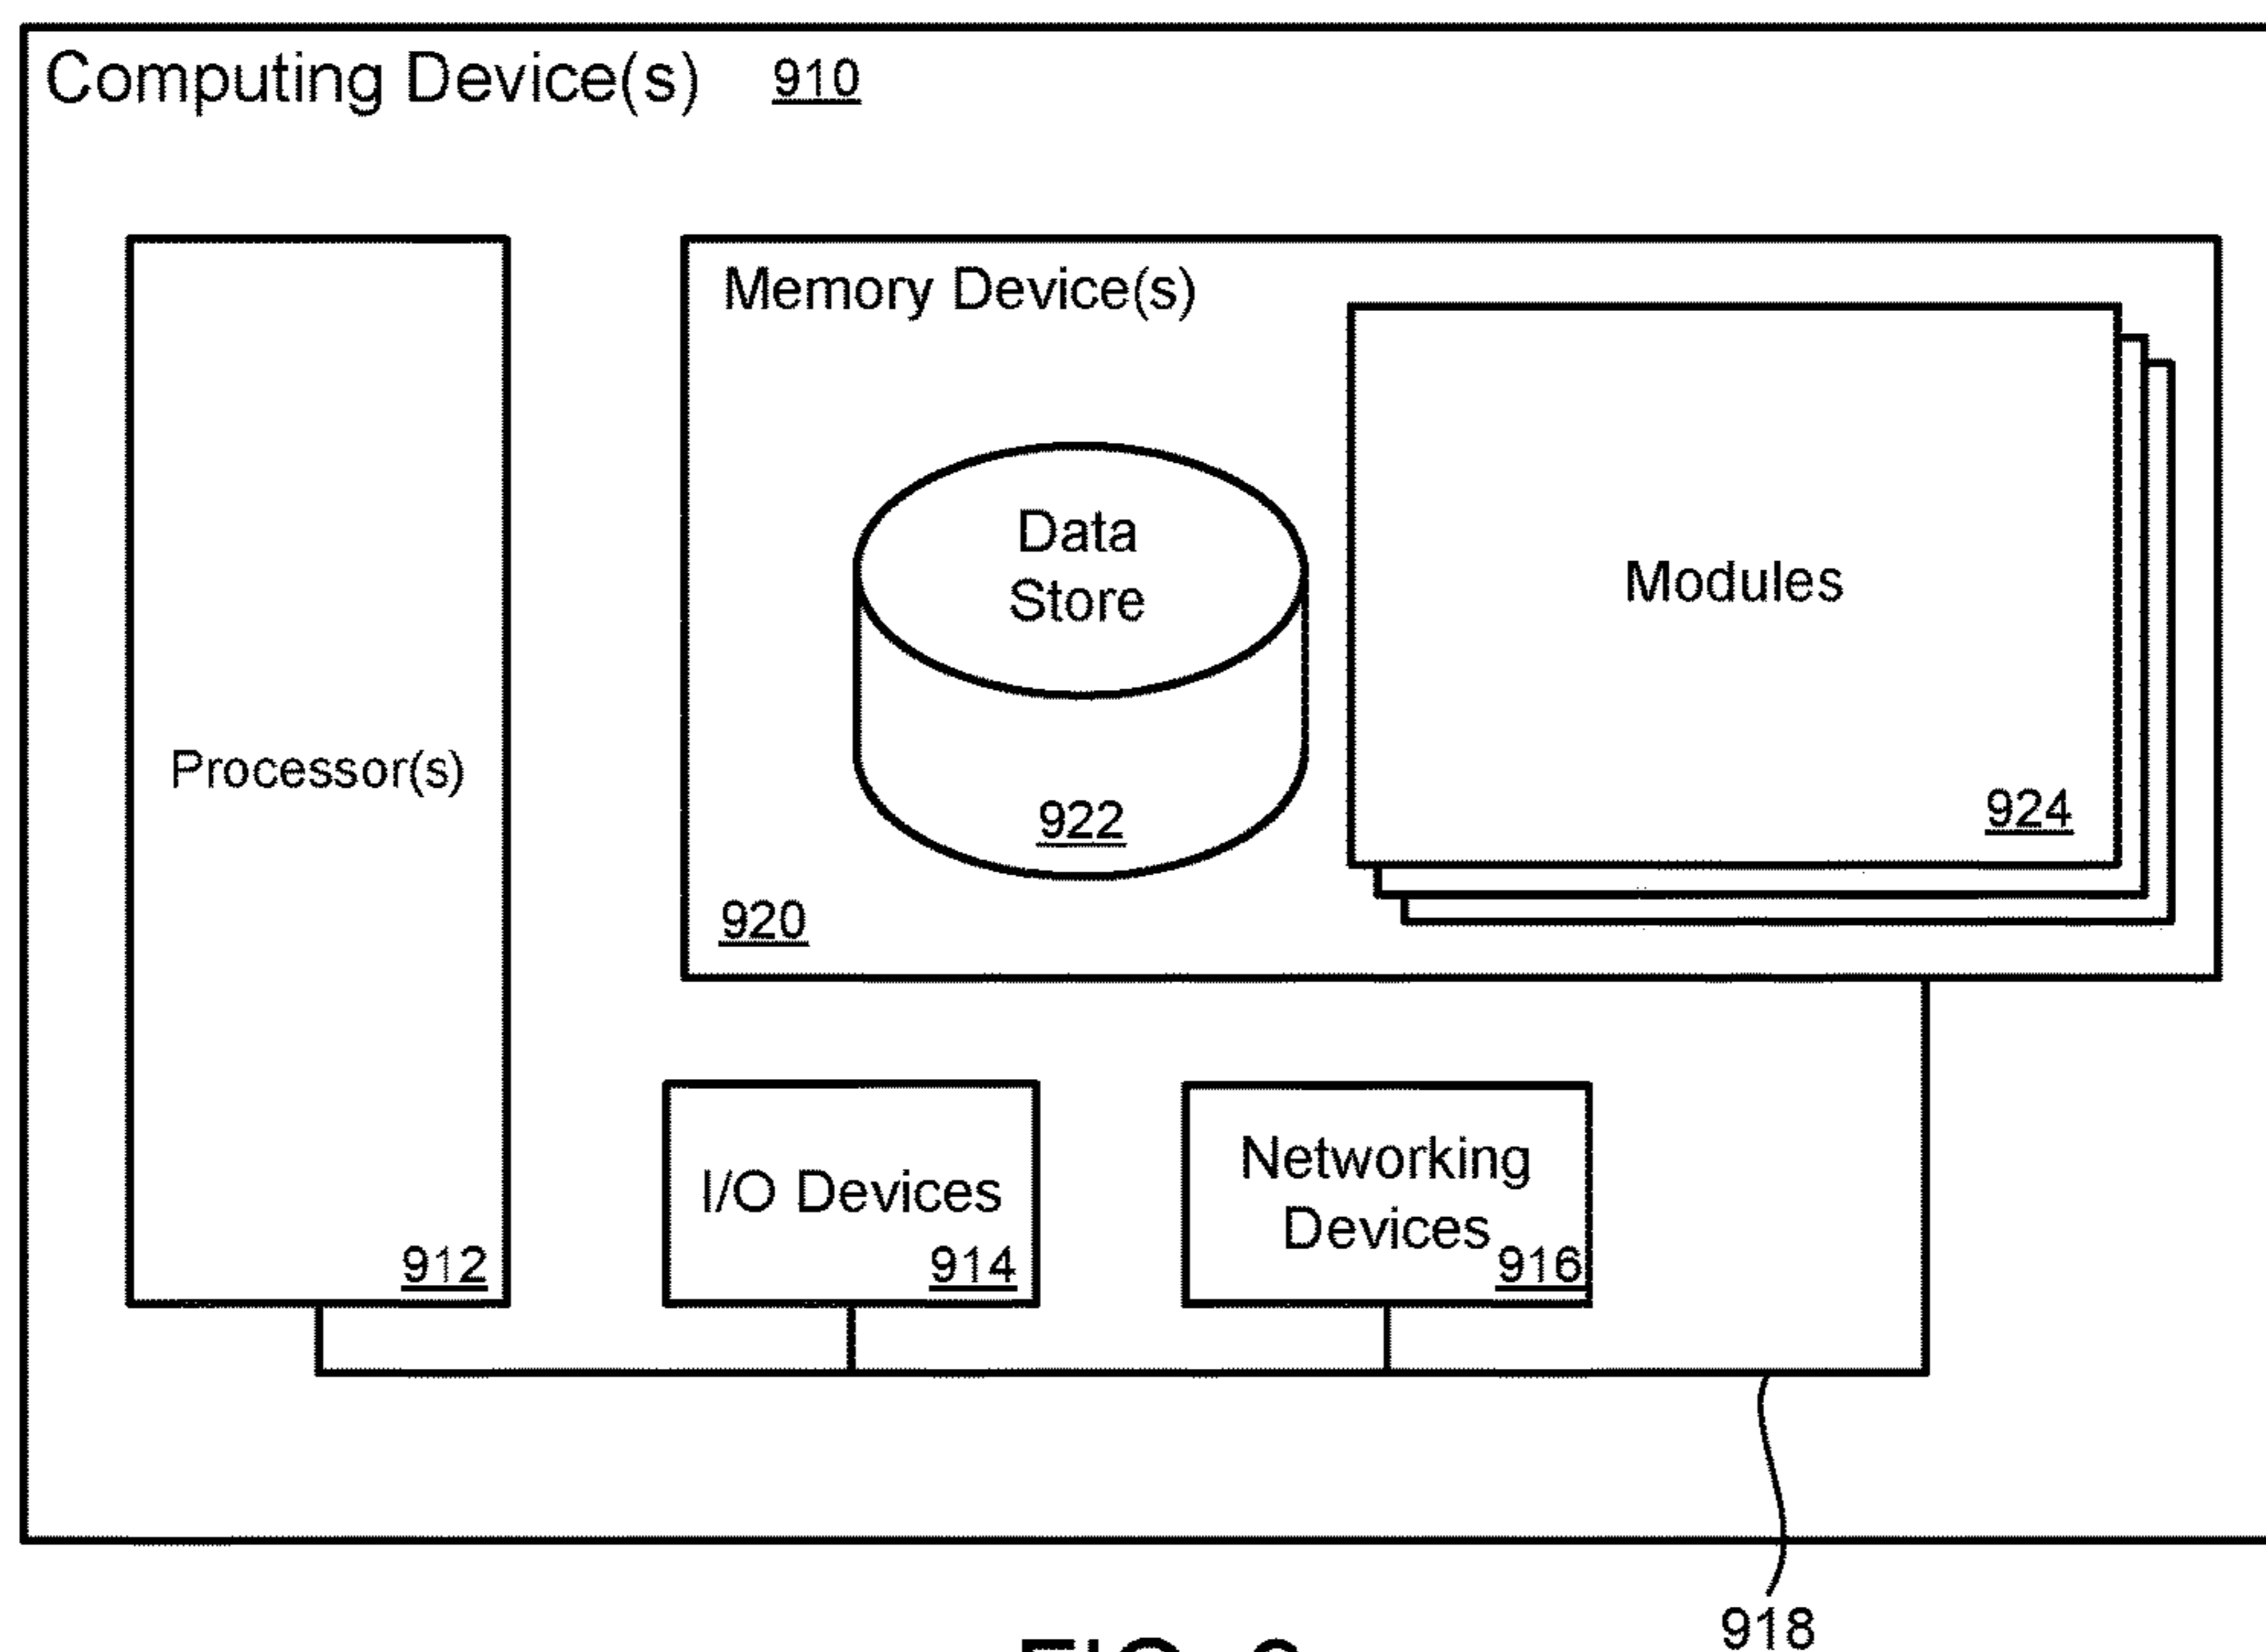 Computing Device(s) 910
Memory Device(s)
Data
Store
Modules
Processor(s)
922
924
920
Networking
I/O Devices
Devices
912
914
916
918
FIG.